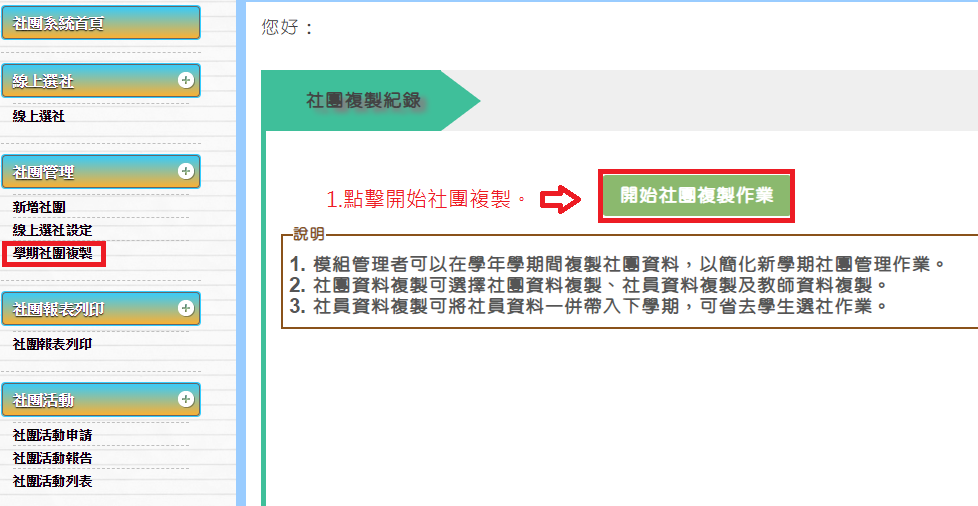 社團系統首頁
線上選社
線上選社
社團管理
新增社團
線上選社設定
學期社團複製
社團報表列印
社團報表列印
社團活動
社團活動申請
社團活動報告
社團活動列表
您好：
社團複製紀錄
1.點擊開始社團複製。
開始社團複製作業
說明
1. 模組管理者可以在學年學期間複製社團資料，以簡化新學期社團管理作業。
2. 社團資料複製可選擇社團資料複製、社員資料複製及教師資料複製。
3. 社員資料複製可將社員資料一併帶入下學期，可省去學生選社作業。